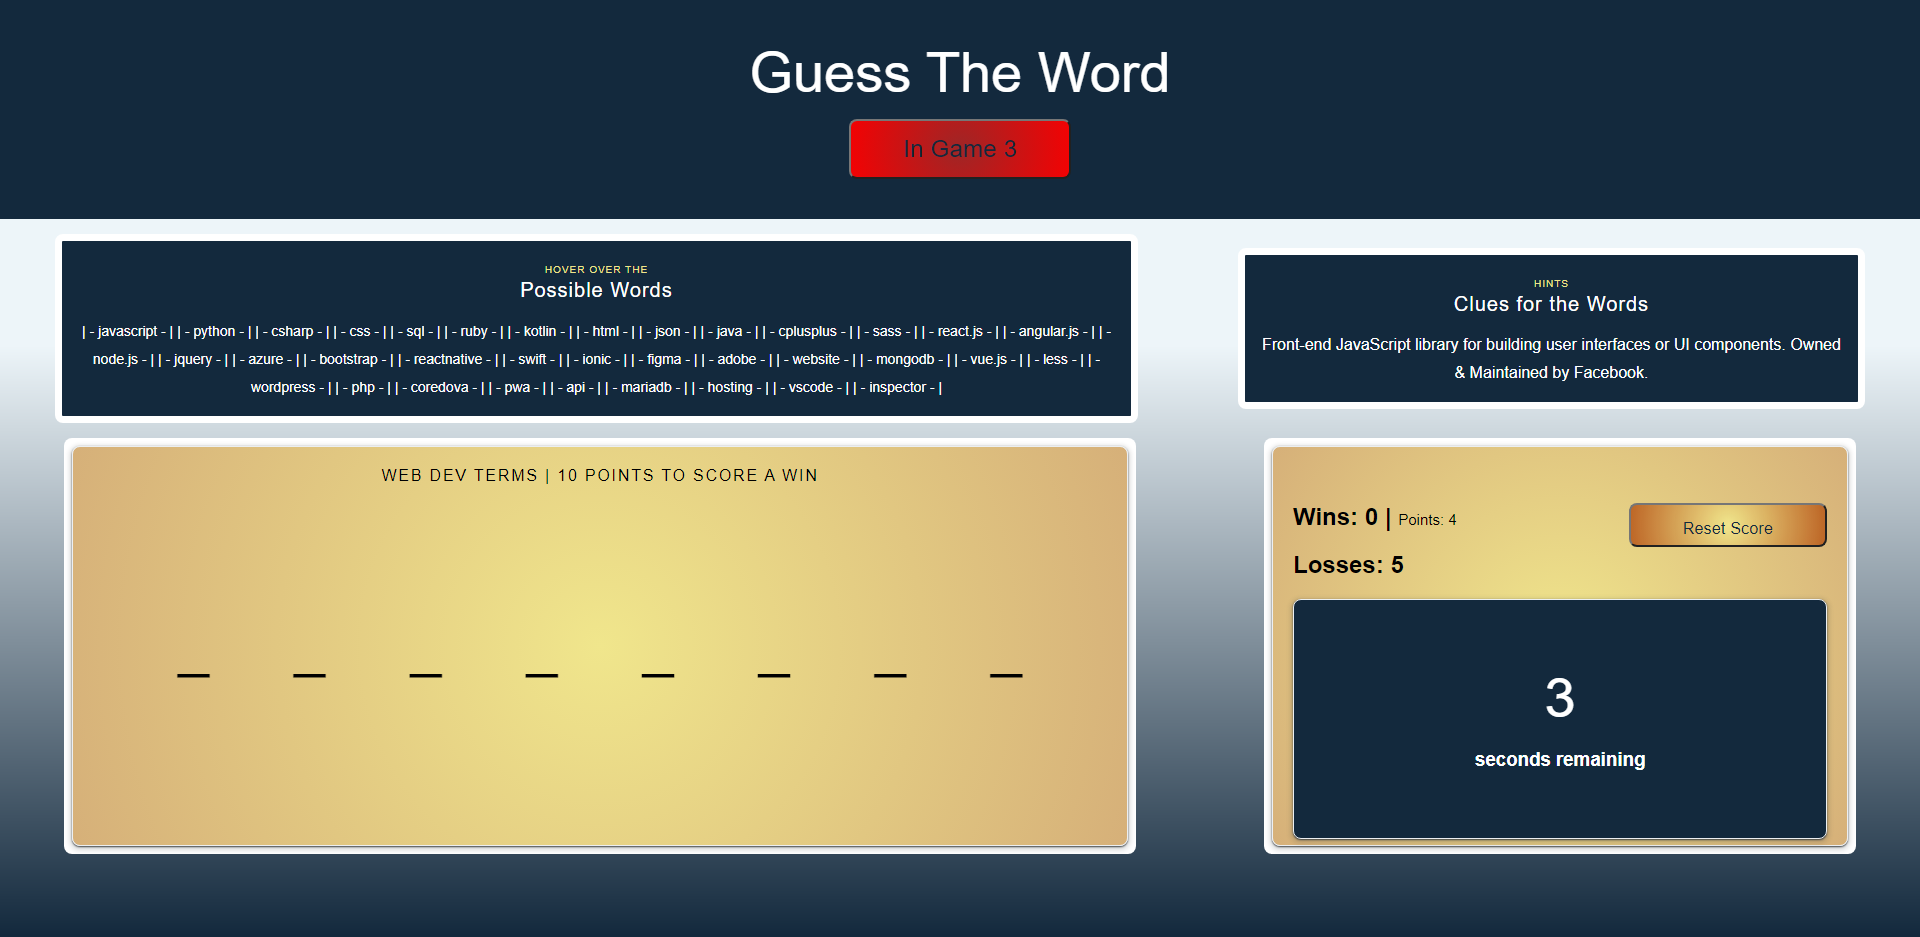 Guess The Word
In Game 3
HOVER OVER THE
Possible Words
| - javascript - | | - python - | | - csharp - | | - css - | | - sql - | | - ruby - | | - kotlin - | | - html - | | - json - | | - java - | | - cplusplus - | | - sass - | | - react.js - | | - angular.js - | | -
node.js - | | - jquery - | | - azure - | | - bootstrap - | | - reactnative - | | - swift - | | - ionic - | | - figma - | | - adobe - | | - website - | | - mongodb - | | - vue.js - | | - less - | | -
wordpress - | | - php - | | - coredova - | | - pwa - | | - api - | | - mariadb - | | - hosting - | | - vscode - | | - inspector - |
HINTS
Clues for the Words
Front-end JavaScript library for building user interfaces or UI components. Owned
& Maintained by Facebook.
WEB DEV TERMS | 10 POINTS TO SCORE A WIN
_ _ _ _ _ _ _ _
Wins: 0 | Points: 4
Reset Score
Losses: 5
3
seconds remaining